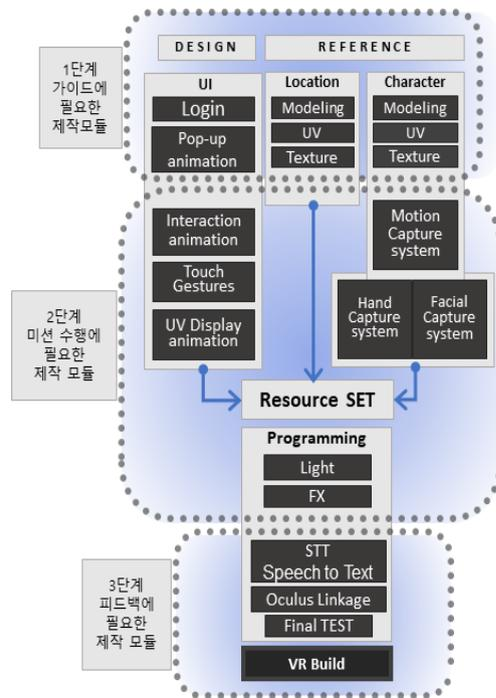 DESIGN
REFERENCE
1단계
가이드에
필요한
제작모듈
UI
Login
Pop-up
animation
Location
Modeling
UV
Texture
Character
Modeling
UV
Texture
2단계
미션 수행에
필요한
제작 모듈
Interaction
animation
Touch
Gestures
UV Display
animation
Motion
Capture
system
Hand
Capture
system
Facial
Capture
system
Resource SET
Programming
Light
FX
3단계
피드백에
필요한
제작 모듈
STT
Speech to Text
Oculus Linkage
Final TEST
VR Build